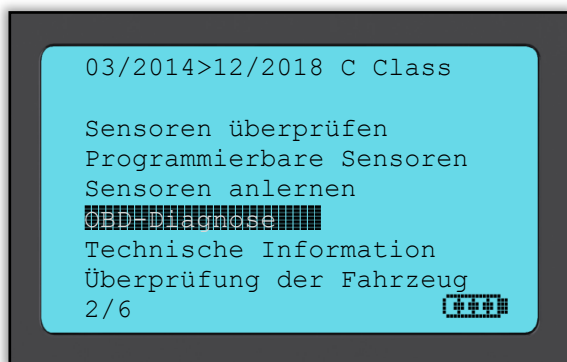 03/2014>12/2018 C Class
Sensoren überprüfen
Programmierbare Sensoren
Sensoren anlernen
OBD-Diagnose
Technische Information
Überprüfung der Fahrzeug
2/6